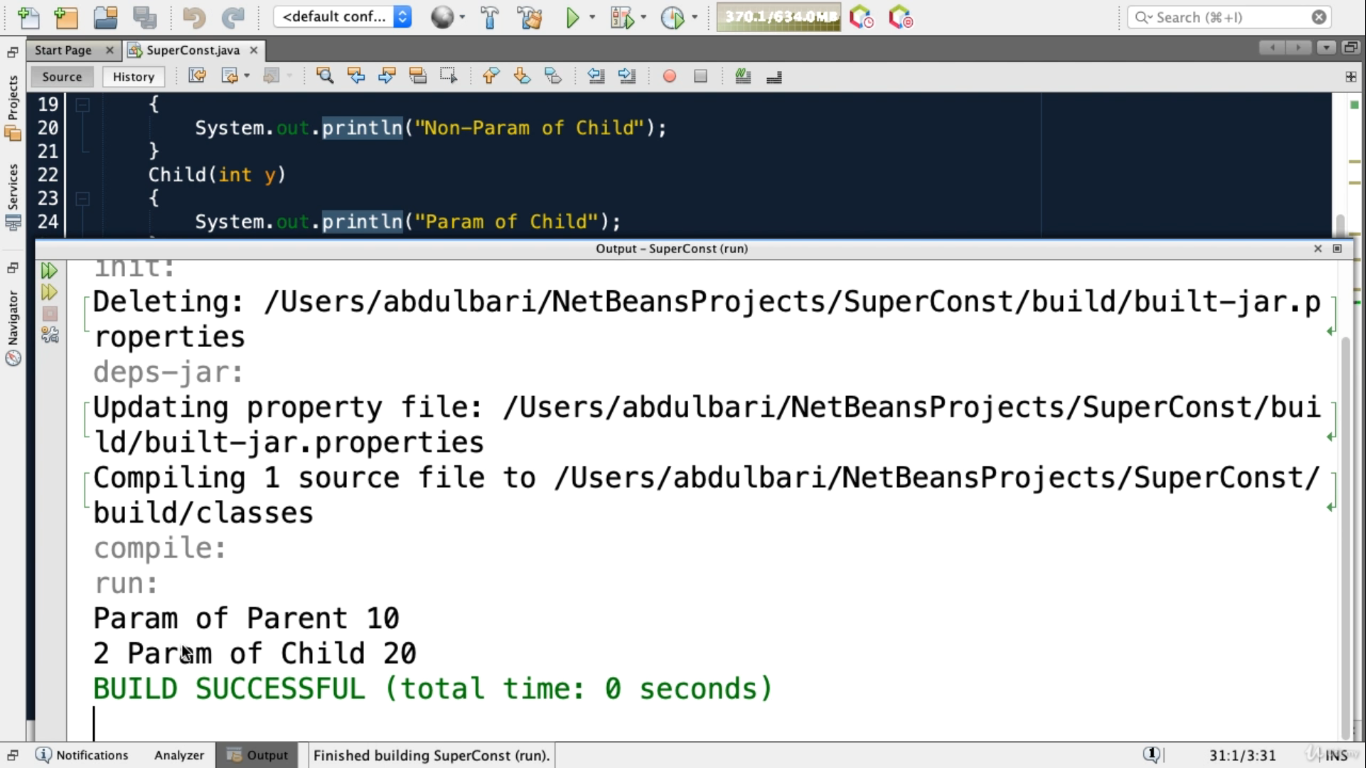 <default conf...
370.1/634.0MB
Search (⌘+I)
Start Page
SuperConst.java
Source
History
Projects
Services
Navigator
19 {
20 System.out.println("Non-Param of Child");
21 }
22 Child(int y)
23 {
24 System.out.println("Param of Child");
Output - SuperConst (run)
init:
Deleting: /Users/abdulbari/NetBeansProjects/SuperConst/build/built-jar.p
roperties
deps-jar:
Updating property file: /Users/abdulbari/NetBeansProjects/SuperConst/bui
ld/built-jar.properties
Compiling 1 source file to /Users/abdulbari/NetBeansProjects/SuperConst/
build/classes
compile:
run:
Param of Parent 10
2 Param of Child 20
BUILD SUCCESSFUL (total time: 0 seconds)
Notifications
Analyzer
Output
Finished building SuperConst (run).
1
31:1/3:31
INS